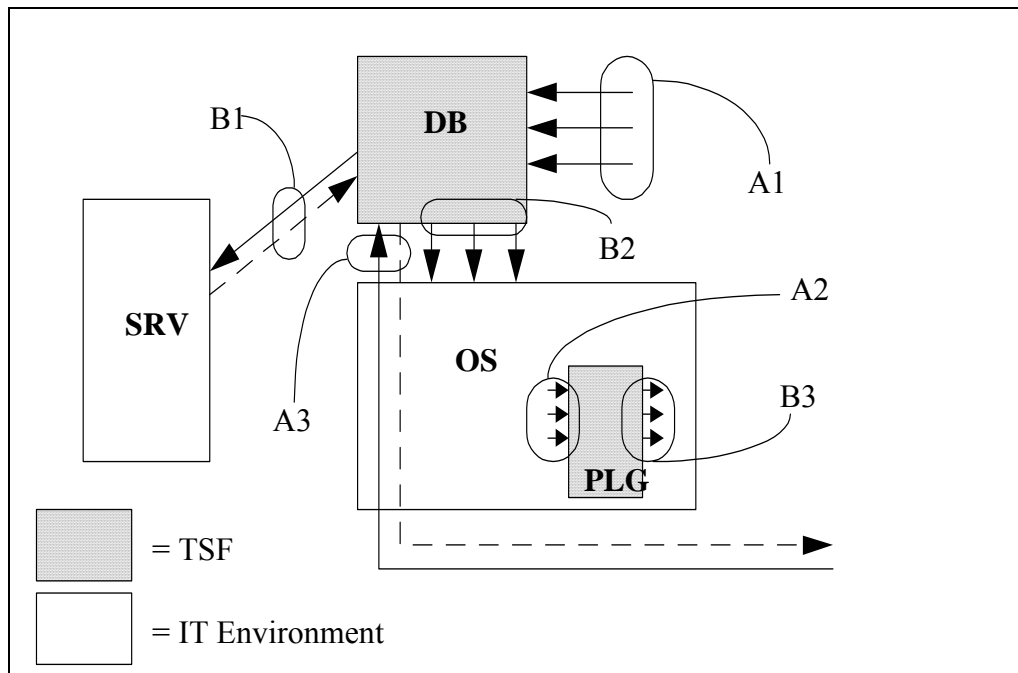 DB
B1
A1
B2
A2
SRV
OS
A3
B3
PLG
= TSF
= IT Environment